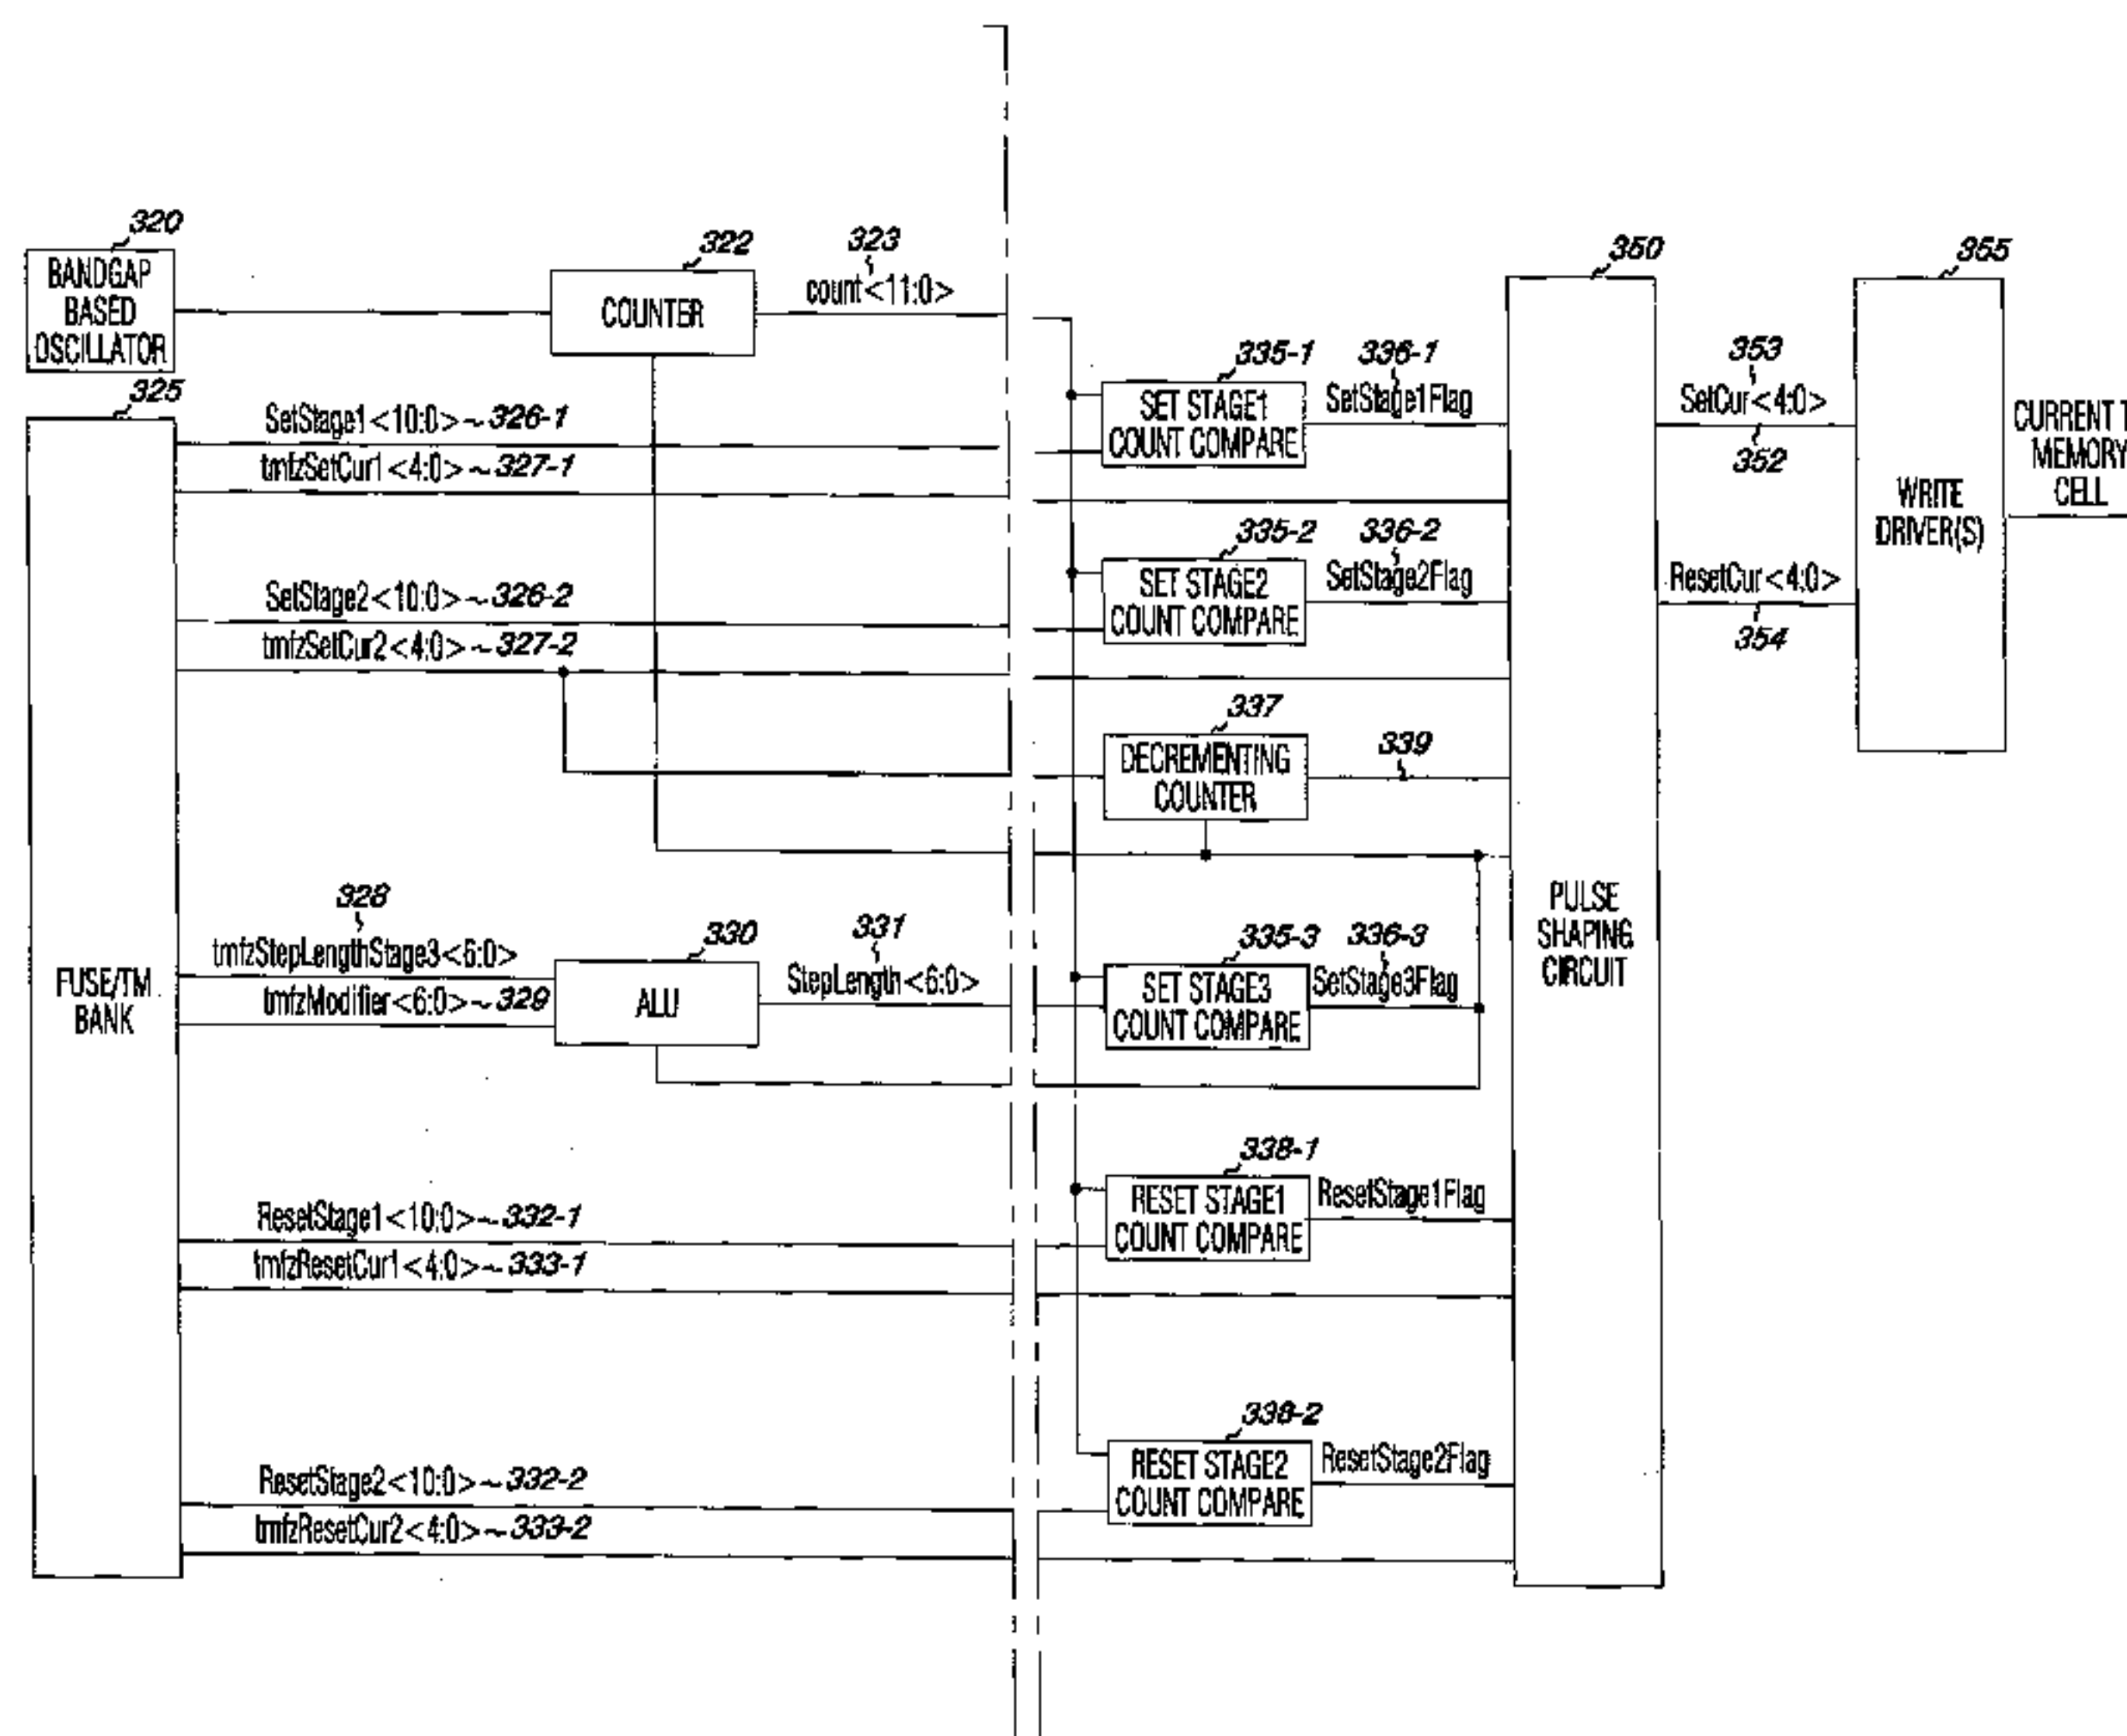 320
BANDGAP
BASED
OSCILLATOR
322
COUNTER
323
count<11:0>
325
FUSE/TM
BANK
SetStage1<10:0>~326-1
tmfzSetCur1<4:0>~327-1
SetStage2<10:0>~326-2
tmfzSetCur2<4:0>~327-2
328
tmfzStepLengthStage3<6:0>
tmfzModifier<6:0>~329
330
ALU
331
StepLength<6:0>
ResetStage1<10:0>~332-1
tmfzResetCur1<4:0>~333-1
ResetStage2<10:0>~332-2
tmfzResetCur2<4:0>~333-2
335-1
SET STAGE1
COUNT COMPARE
336-1
SetStage1Flag
335-2
SET STAGE2
COUNT COMPARE
336-2
SetStage2Flag
337
DECREMENTING
COUNTER
339
335-3
SET STAGE3
COUNT COMPARE
336-3
SetStage3Flag
338-1
RESET STAGE1
COUNT COMPARE
ResetStage1Flag
338-2
RESET STAGE2
COUNT COMPARE
ResetStage2Flag
350
PULSE
SHAPING
CIRCUIT
353
SetCur<4:0>
352
ResetCur<4:0>
354
355
WRITE
DRIVER(S)
CURRENT T
MEMORY
CELL